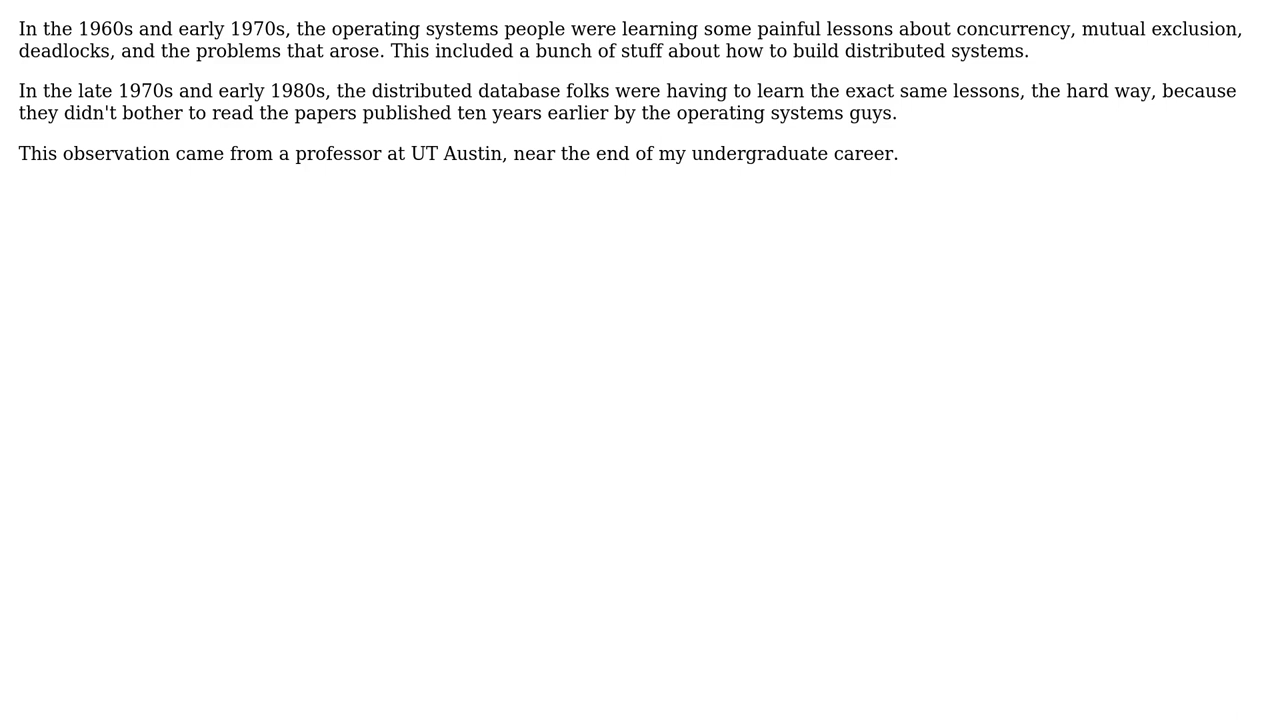 In the 1960s and early 1970s, the operating systems people were learning some painful lessons about concurrency, mutual exclusion,
deadlocks, and the problems that arose. This included a bunch of stuff about how to build distributed systems.
In the late 1970s and early 1980s, the distributed database folks were having to learn the exact same lessons, the hard way, because
they didn't bother to read the papers published ten years earlier by the operating systems guys.
This observation came from a professor at UT Austin, near the end of my undergraduate career.